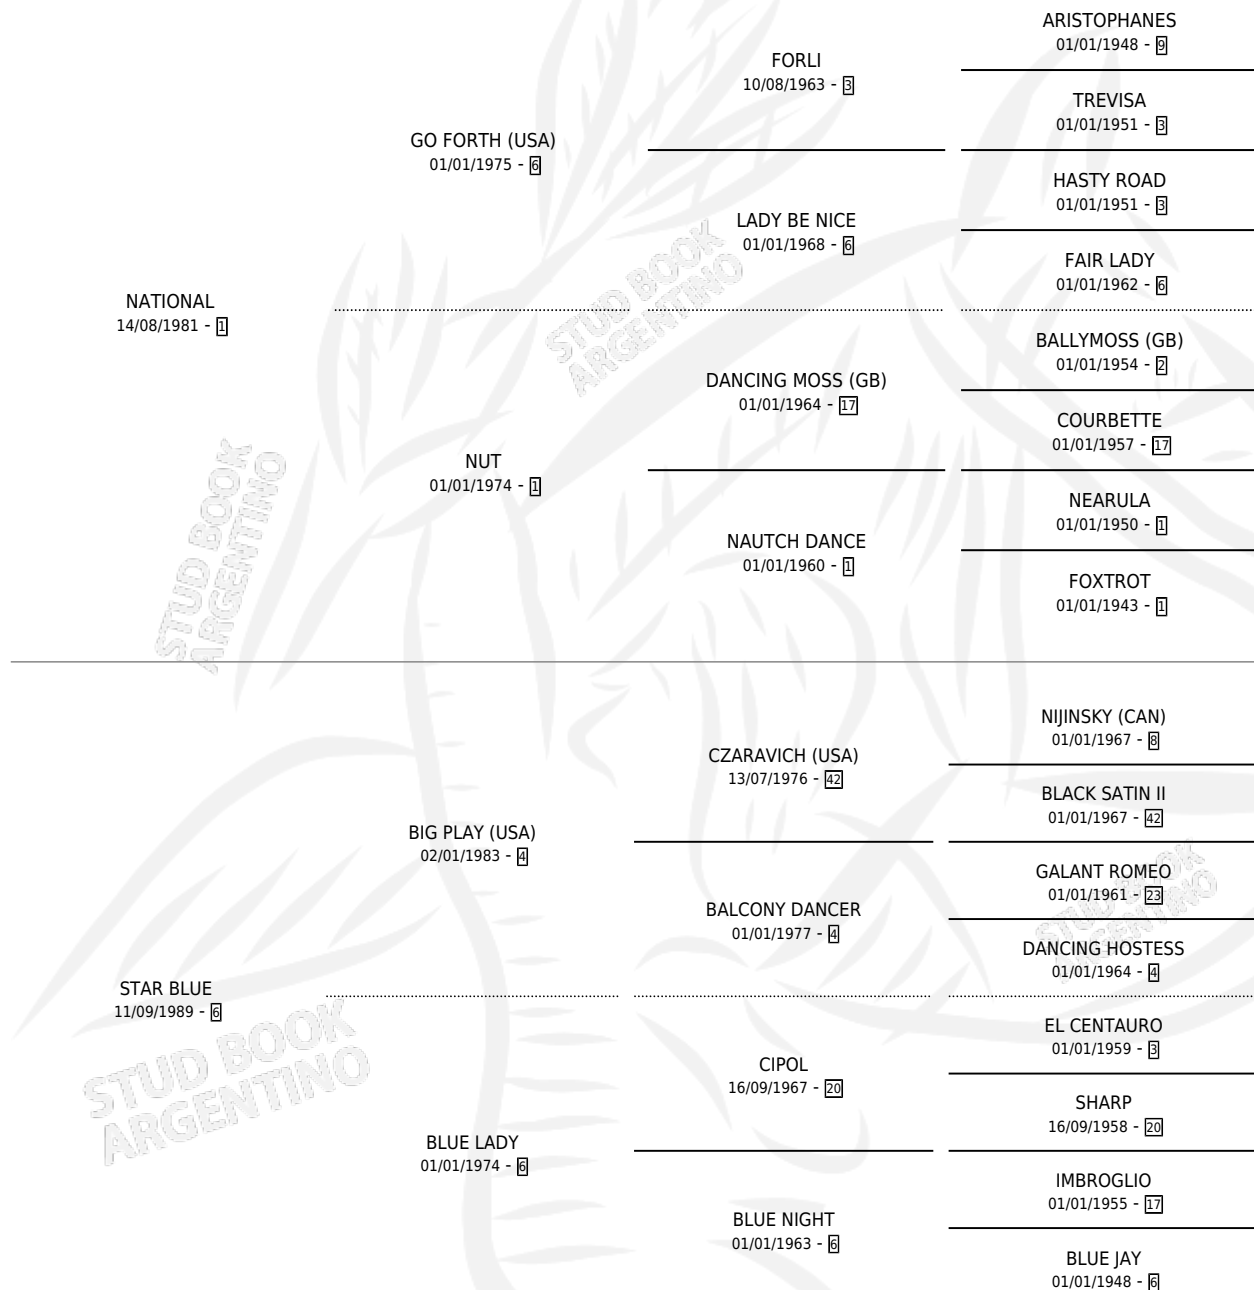 ARISTOPHANES
01/01/1948 - 9
FORLI
10/08/1963 - 3
TREVISA
01/01/1951 - 3
GO FORTH (USA)
01/01/1975 - 6
HASTY ROAD
01/01/1951 - 3
LADY BE NICE
01/01/1968 - 6
FAIR LADY
01/01/1962 - 6
NATIONAL
14/08/1981 - 1
BALLYMOSS (GB)
01/01/1954 - 2
DANCING MOSS (GB)
01/01/1964 - 17
COURBETTE
01/01/1957 - 17
NUT
01/01/1974 - 1
NEARULA
01/01/1950 - 1
NAUTCH DANCE
01/01/1960 - 1
FOXTROT
01/01/1943 - 1
STUD BOOK
ARGENTINO
STUD BOOK
ARGENTINO
NIJINSKY (CAN)
01/01/1967 - 8
CZARAVICH (USA)
13/07/1976 - 42
BLACK SATIN II
01/01/1967 - 42
BIG PLAY (USA)
02/01/1983 - 4
GALANT ROMEO
01/01/1961 - 23
BALCONY DANCER
01/01/1977 - 4
DANCING HOSTESS
01/01/1964 - 4
STUD BOOK
ARGENTINO
STAR BLUE
11/09/1989 - 6
EL CENTAURO
01/01/1959 - 3
CIPOL
16/09/1967 - 20
SHARP
16/09/1958 - 20
BLUE LADY
01/01/1974 - 6
IMBROGLIO
01/01/1955 - 17
BLUE NIGHT
01/01/1963 - 6
BLUE JAY
01/01/1948 - 6
STUD BOOK
ARGENTINO